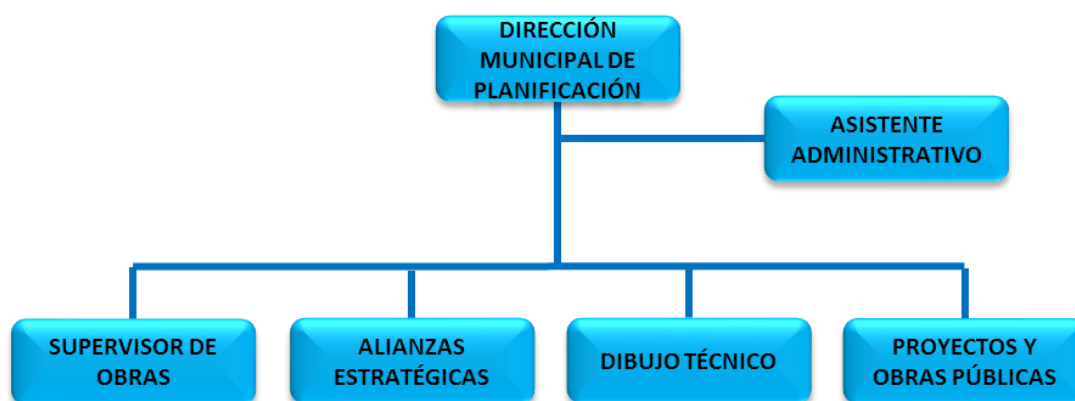 DIRECCIÓN
MUNICIPAL DE
PLANIFICACIÓN
ASISTENTE
ADMINISTRATIVO
SUPERVISOR DE
OBRAS
ALIANZAS
ESTRATÉGICAS
DIBUJO TÉCNICO
PROYECTOS Y
OBRAS PÚBLICAS